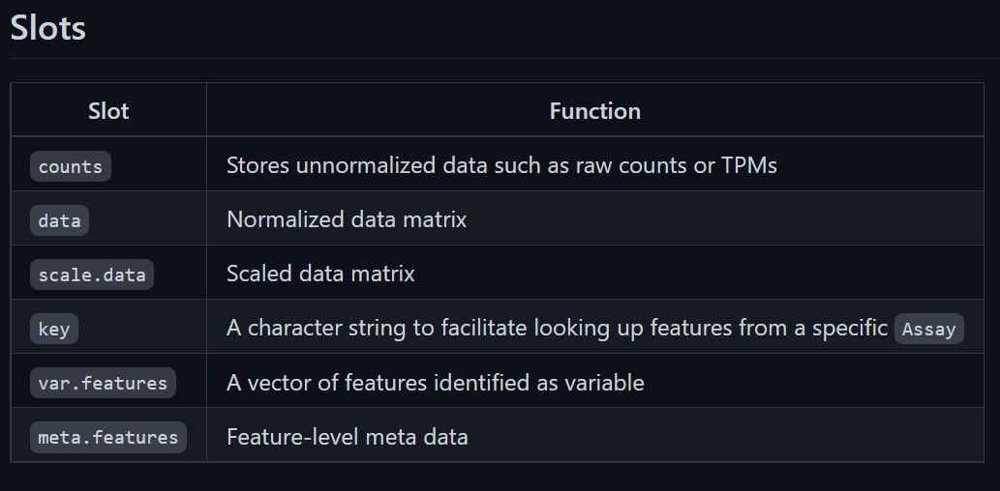 Slots
Slot Function
counts Stores unnormalized data such as raw counts or TPMs
data Normalized data matrix
scale.data Scaled data matrix
key A character string to facilitate looking up features from a specific Assay
var.features A vector of features identified as variable
meta.features Feature-level meta data